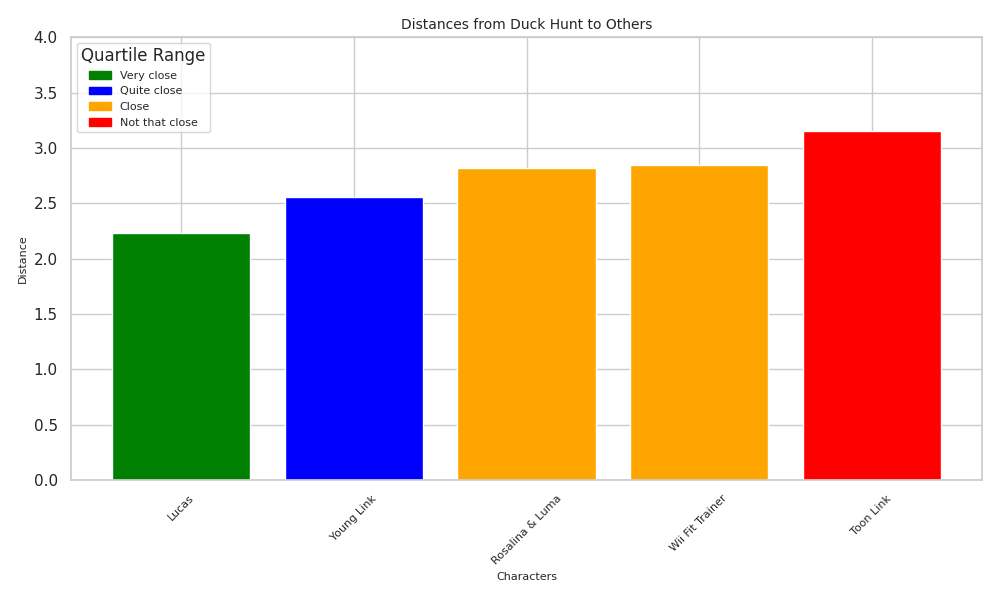 Distances from Duck Hunt to Others
Quartile Range
Very close
Quite close
Close
Not that close
4.0
3.5
3.0
2.5
2.0
1.5
1.0
0.5
0.0
Distance
Lucas
Young Link
Rosalina & Luma
Wii Fit Trainer
Toon Link
Characters